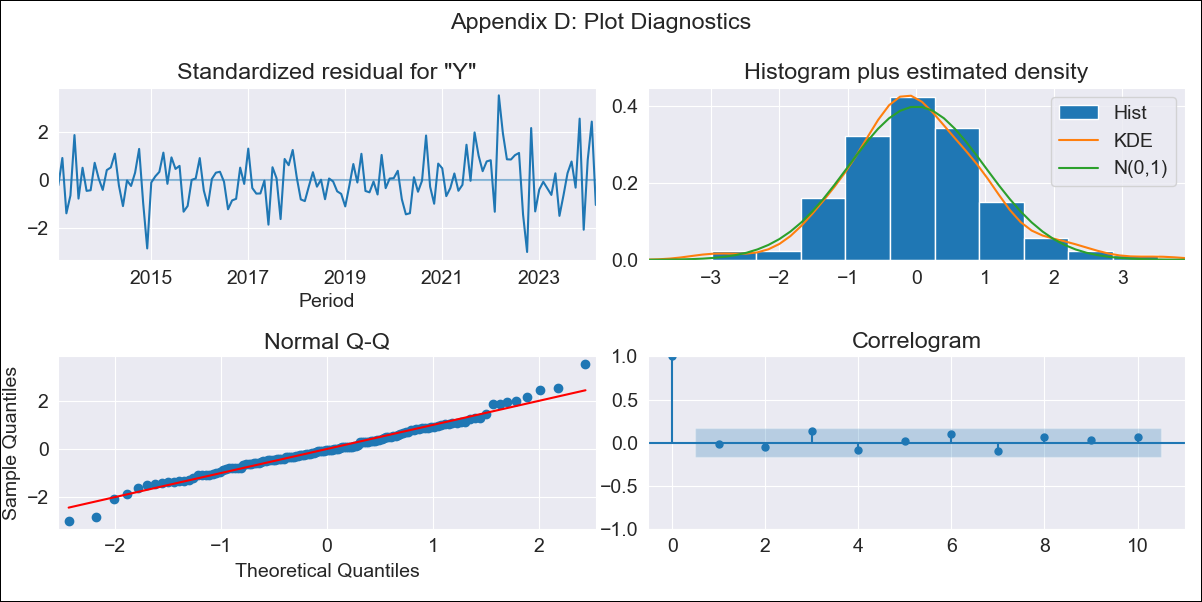 Appendix D: Plot Diagnostics
Standardized residual for "Y"
2
0
−2
2015 2017 2019 2021 2023
Period
Histogram plus estimated density
0.4
0.2
0.0
Hist
KDE
N(0,1)
−3 −2 −1 0 1 2 3
Normal Q-Q
Sample Quantiles
2
0
−2
−2 −1 0 1 2
Theoretical Quantiles
Correlogram
1.0
0.5
0.0
−0.5
−1.0
0 2 4 6 8 10